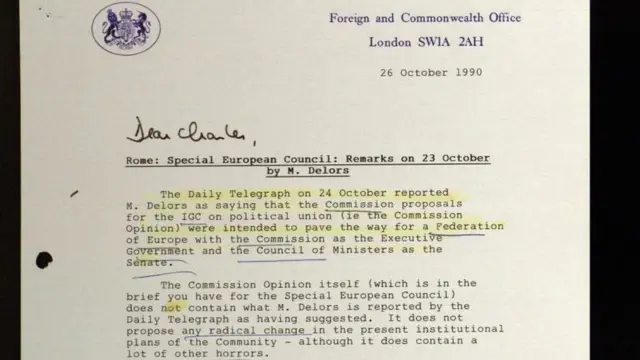 Foreign and Commonwealth Office
London SW1A 2AH
26 October 1990
Dear Charles,
Rome: Special European Council: Remarks on 23 October
by M. Delors
The Daily Telegraph on 24 October reported
M. Delors as saying that the Commission proposals
for the IGC on political union (ie the Commission
Opinion) were intended to pave the way for a Federation
of Europe with the Commission as the Executive
Government and the Council of Ministers as the
Senate.
The Commission Opinion itself (which is in the
brief you have for the Special European Council)
does not contain what M. Delors is reported by the
Daily Telegraph as having suggested. It does not
propose any radical change in the present institutional
plans of the Community - although it does contain a
lot of other horrors.